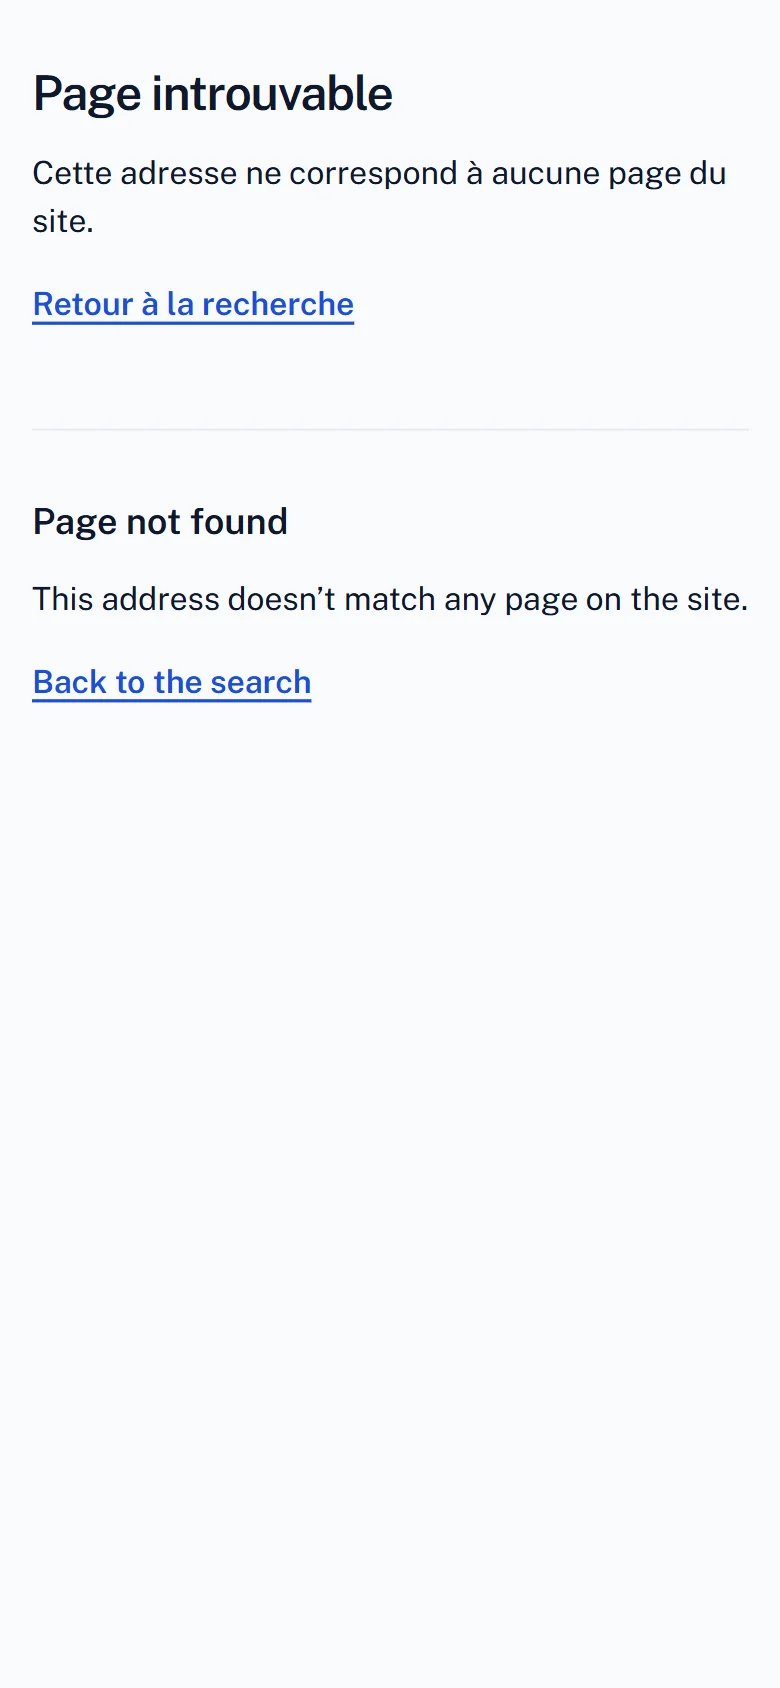 Page introuvable
Cette adresse ne correspond à aucune page du
site.
Retour à la recherche
Page not found
This address doesn’t match any page on the site.
Back to the search